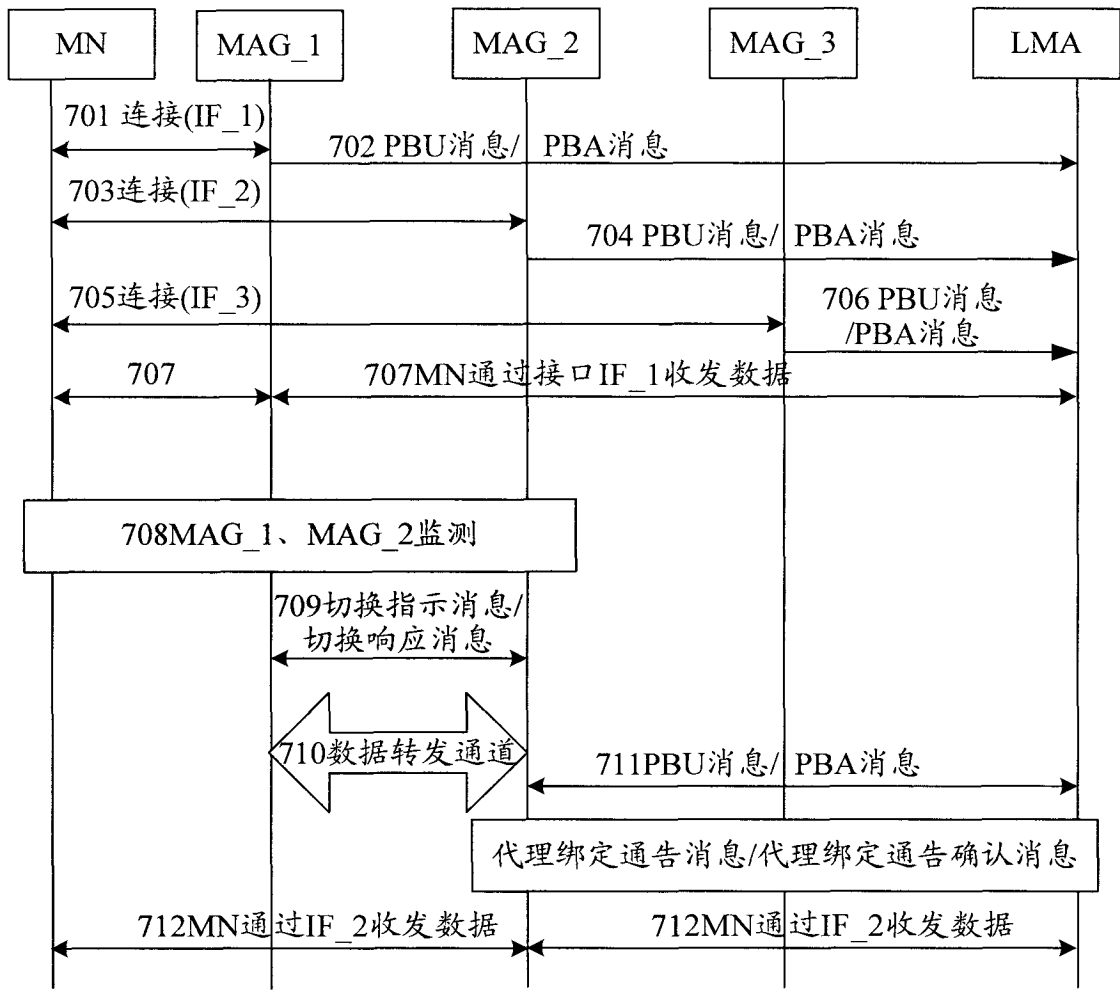 MN
MAG_1
MAG_2
MAG_3
LMA
701 连接(IF_1)
702 PBU消息/ PBA消息
703连接(IF_2)
704 PBU消息/ PBA消息
705连接(IF_3)
706 PBU消息
/PBA消息
707
707MN通过接口IF_1收发数据
708MAG_1、MAG_2监测
709切换指示消息/
切换响应消息
710数据转发通道
711PBU消息/ PBA消息
代理绑定通告消息/代理绑定通告确认消息
712MN通过IF_2收发数据
712MN通过IF_2收发数据